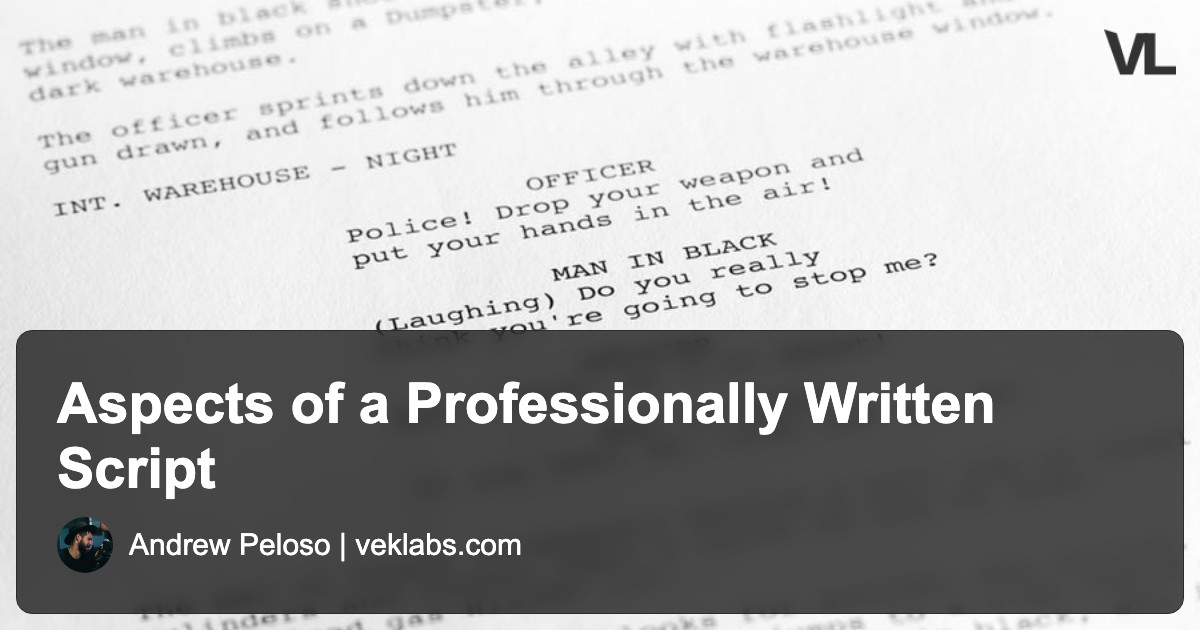 The man in black
window, climbs on a Dumpster,
dark warehouse.
The officer sprints down the alley with flashlight and
gun drawn, and follows him through the warehouse window.
INT. WAREHOUSE - NIGHT
OFFICER
Police! Drop your weapon and
put your hands in the air!
MAN IN BLACK
(Laughing) Do you really
think you're going to stop me?
VL
Aspects of a Professionally Written
Script
Andrew Peloso | veklabs.com